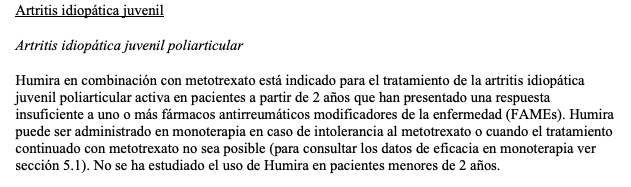 Artritis idiopática juvenil
Artritis idiopática juvenil poliarticular
Humira en combinación con metotrexato está indicado para el tratamiento de la artritis idiopática
juvenil poliarticular activa en pacientes a partir de 2 años que han presentado una respuesta
insuficiente a uno o más fármacos antirreumáticos modificadores de la enfermedad (FAMEs). Humira
puede ser administrado en monoterapia en caso de intolerancia al metotrexato o cuando el tratamiento
continuado con metotrexato no sea posible (para consultar los datos de eficacia en monoterapia ver
sección 5.1). No se ha estudiado el uso de Humira en pacientes menores de 2 años.